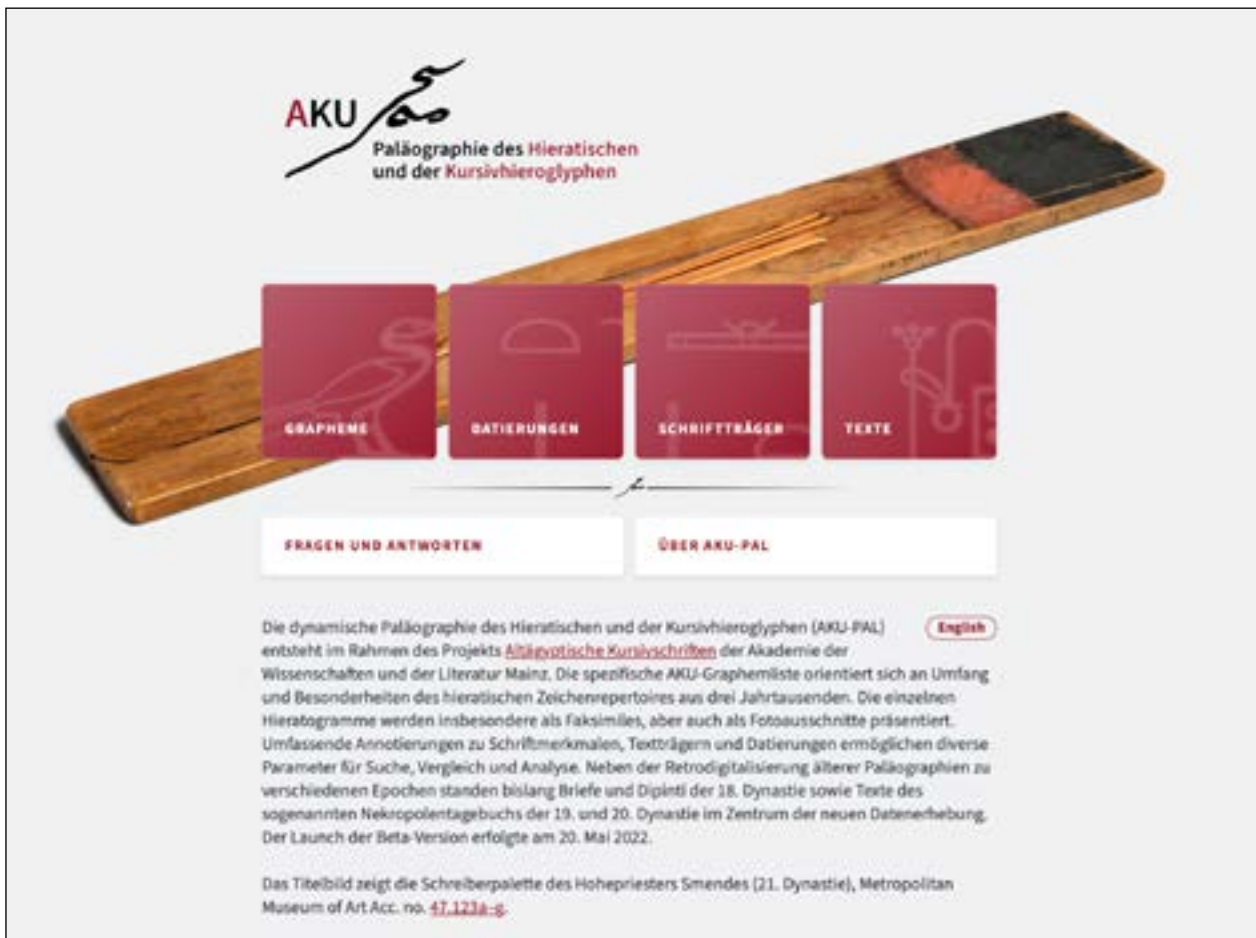 AKU
Paläographie des Hieratischen
und der Kursivhieroglyphen
GRAPHEME
DATIERUNGEN
SCHRIFTTRÄGER
TEXTE
FRAGEN UND ANTWORTEN
ÜBER AKU-PAL
English
Die dynamische Paläographie des Hieratischen und der Kursivhieroglyphen (AKU-PAL)
entsteht im Rahmen des Projekts Altägyptische Kursivschriften der Akademie der
Wissenschaften und der Literatur Mainz. Die spezifische AKU-Graphemliste orientiert sich an Umfang
und Besonderheiten des hieratischen Zeichenrepertoires aus drei Jahrtausenden. Die einzelnen
Hieratogramme werden insbesondere als Faksimiles, aber auch als Fotoausschnitte präsentiert.
Umfassende Annotierungen zu Schriftmerkmalen, Textträgern und Datierungen ermöglichen diverse
Parameter für Suche, Vergleich und Analyse. Neben der Retrodigitalisierung älterer Paläographien zu
verschiedenen Epochen standen bislang Briefe und Dipinti der 18. Dynastie sowie Texte des
sogenannten Nekropolentagebuchs der 19. und 20. Dynastie im Zentrum der neuen Datenerhebung.
Der Launch der Beta-Version erfolgte am 20. Mai 2022.
Das Titelbild zeigt die Schreiberpalette des Hohepriesters Smendes (21. Dynastie), Metropolitan
Museum of Art Acc. no. 47.123a-g.